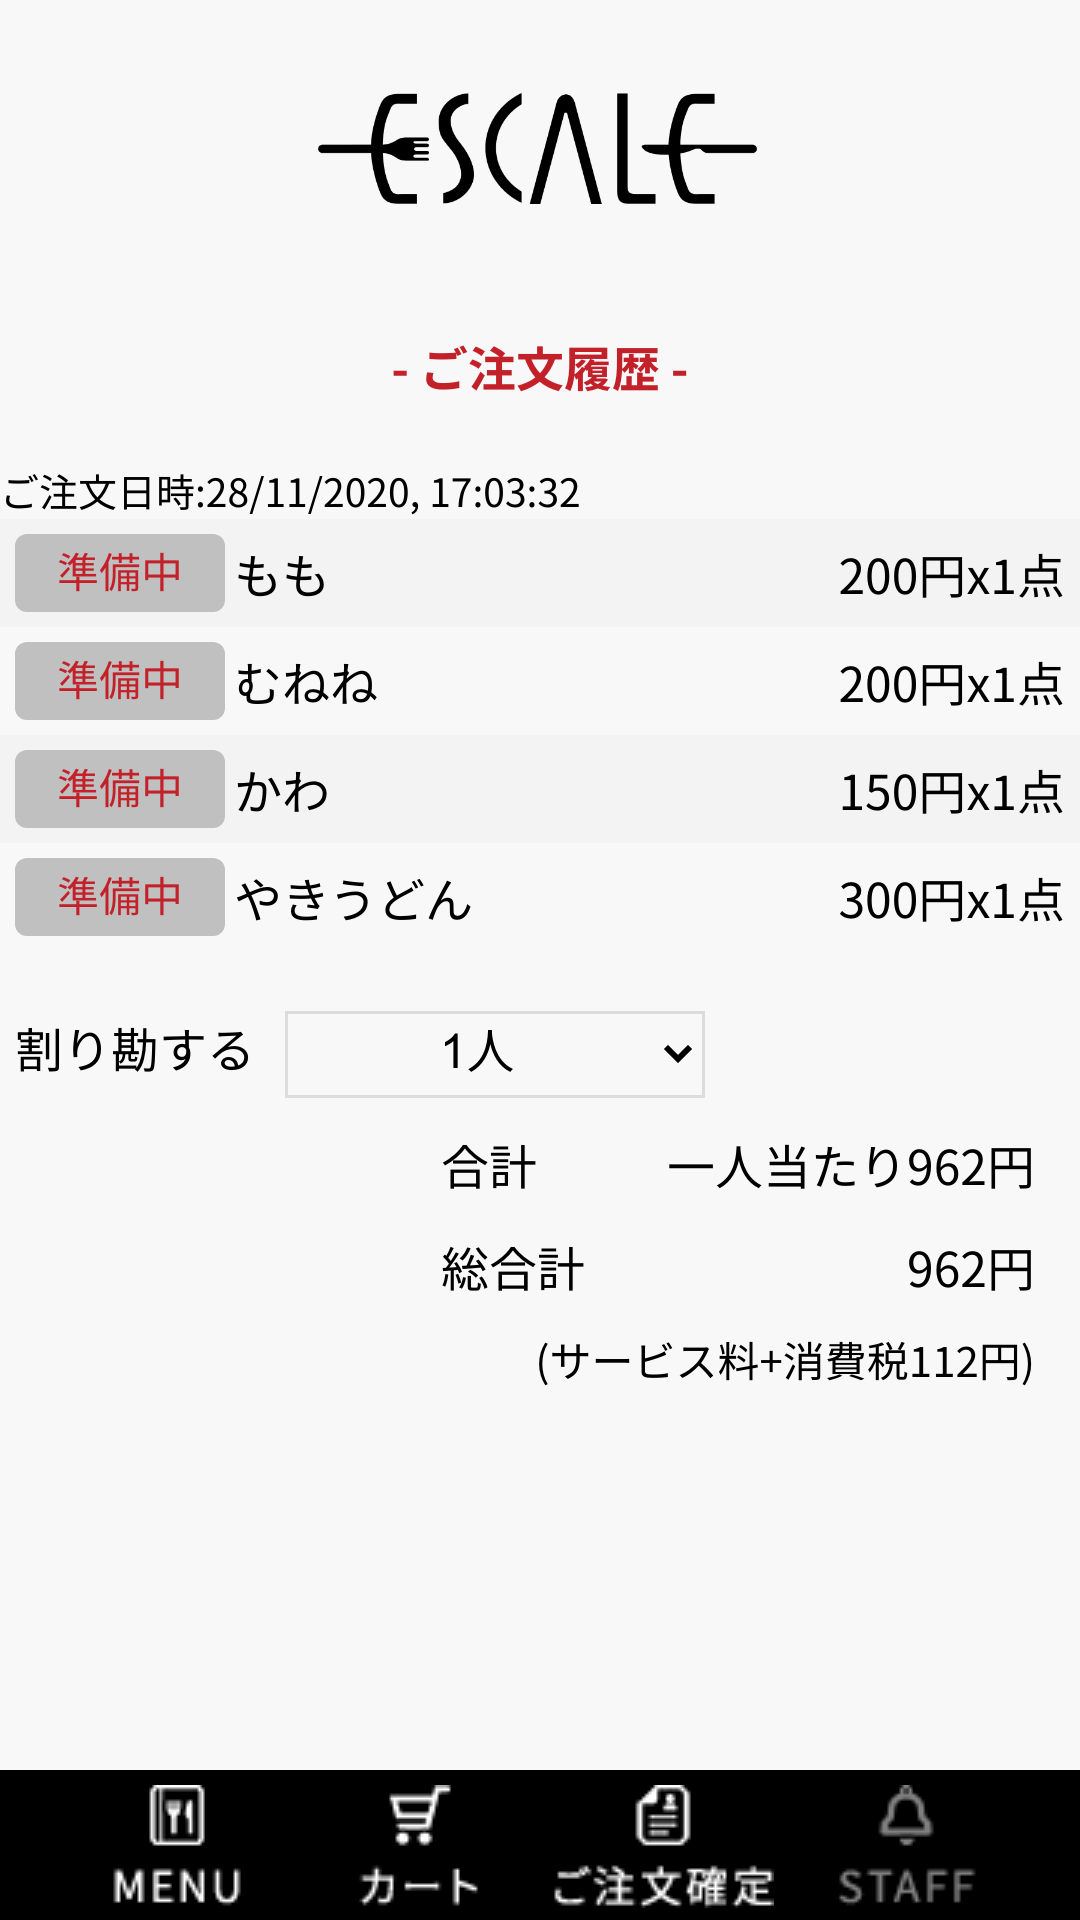 ESCALE
- ご注文履歴 -
ご注文日時:28/11/2020, 17:03:32
準備中 もも 200円x1点
準備中 むねね 200円x1点
準備中 かわ 150円x1点
準備中 やきうどん 300円x1点
割り勘する 1人
合計 一人当たり962円
総合計 962円
(サービス料+消費税112円)
MENU カート ご注文確定 STAFF